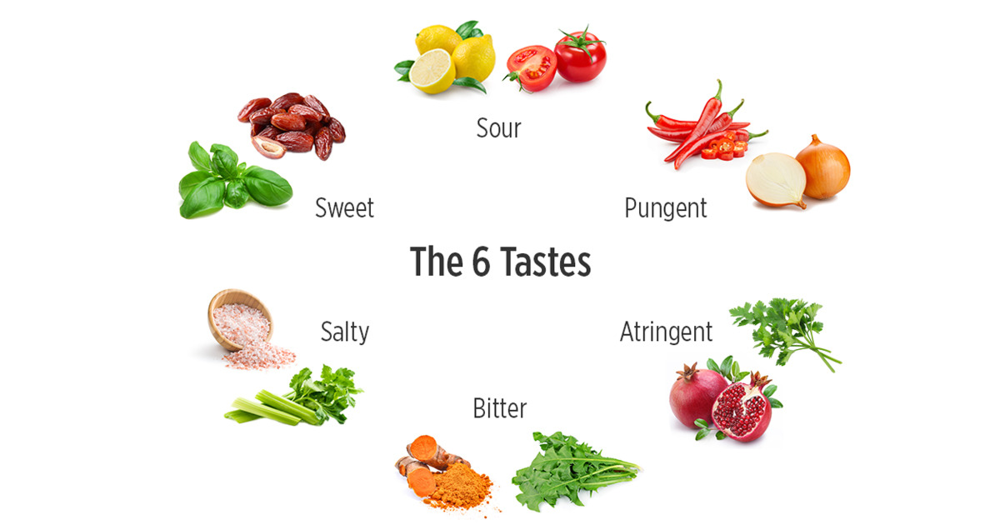 Sour
Sweet
Pungent
The 6 Tastes
Salty
Atringent
Bitter